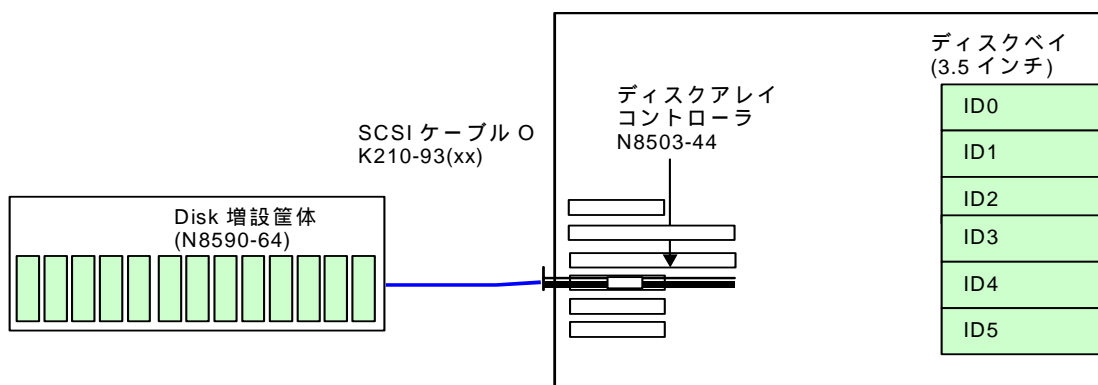 ディスクベイ
(3.5 インチ)
ID0
ID1
ID2
ID3
ID4
ID5
ディスクアレイ
コントローラ
N8503-44
SCSI ケーブル O
K210-93(xx)
Disk 増設筐体
(N8590-64)